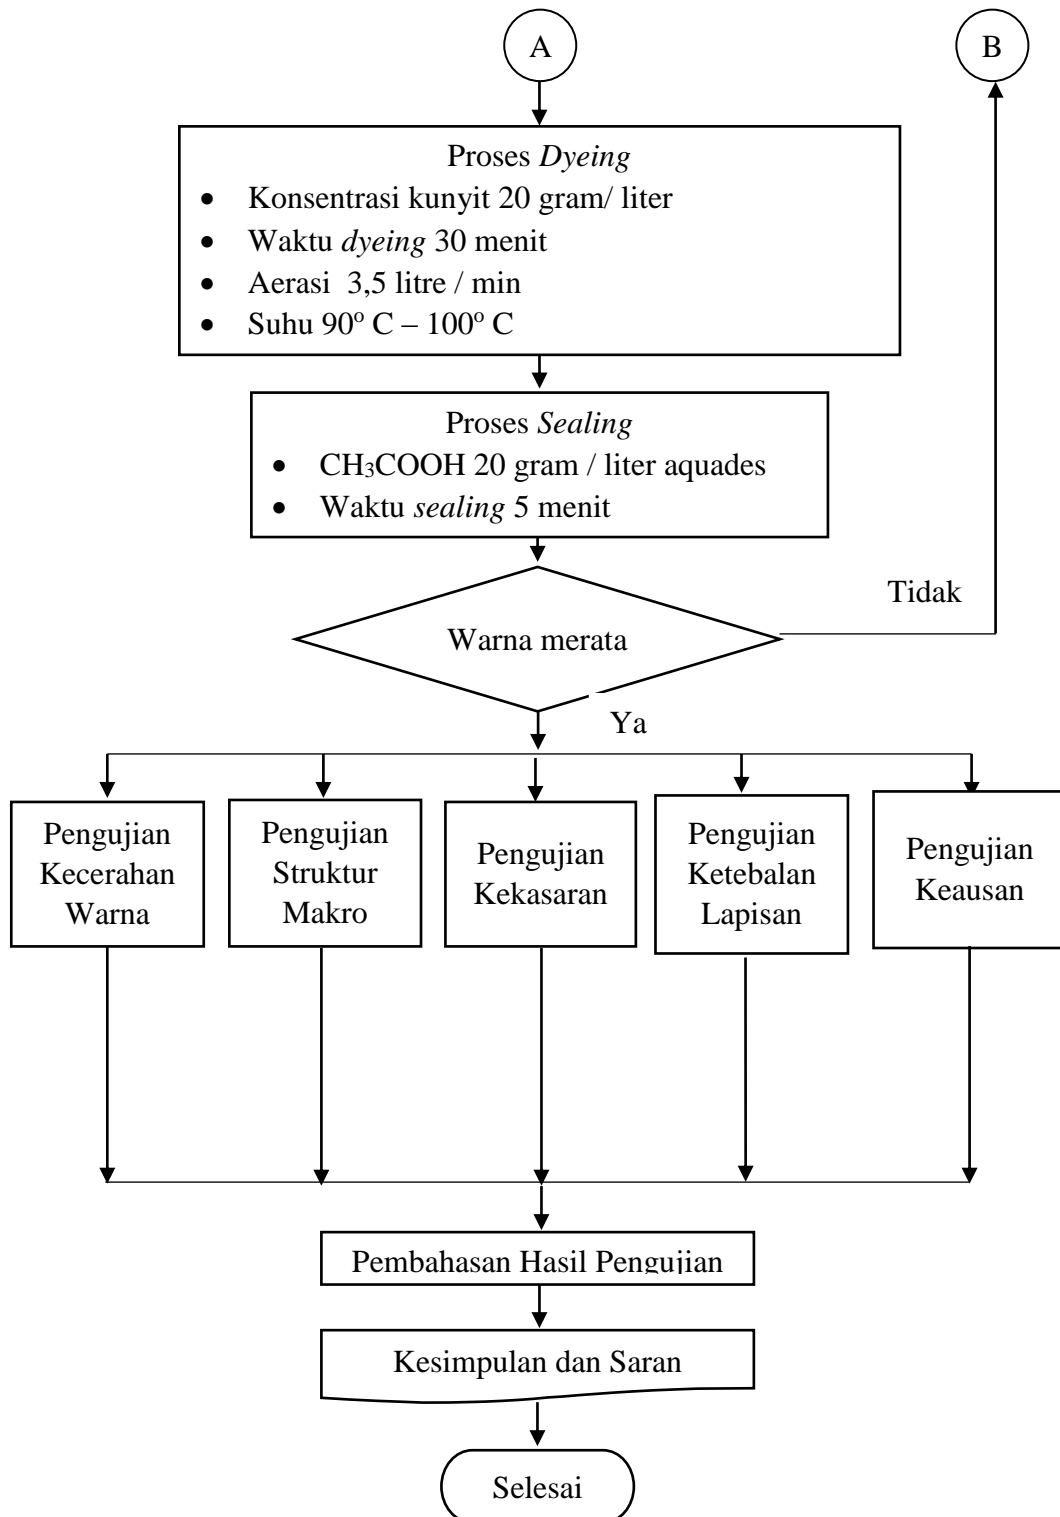 A
B
Proses Dyeing
• Konsentrasi kunyit 20 gram/ liter
• Waktu dyeing 30 menit
• Aerasi  3,5 litre / min
• Suhu 90º C – 100º C
Proses Sealing
• CH₃COOH 20 gram / liter aquades
• Waktu sealing 5 menit
Tidak
Warna merata
Ya
Pengujian
Kecerahan
Warna
Pengujian
Struktur
Makro
Pengujian
Kekasaran
Pengujian
Ketebalan
Lapisan
Pengujian
Keausan
Pembahasan Hasil Pengujian
Kesimpulan dan Saran
Selesai